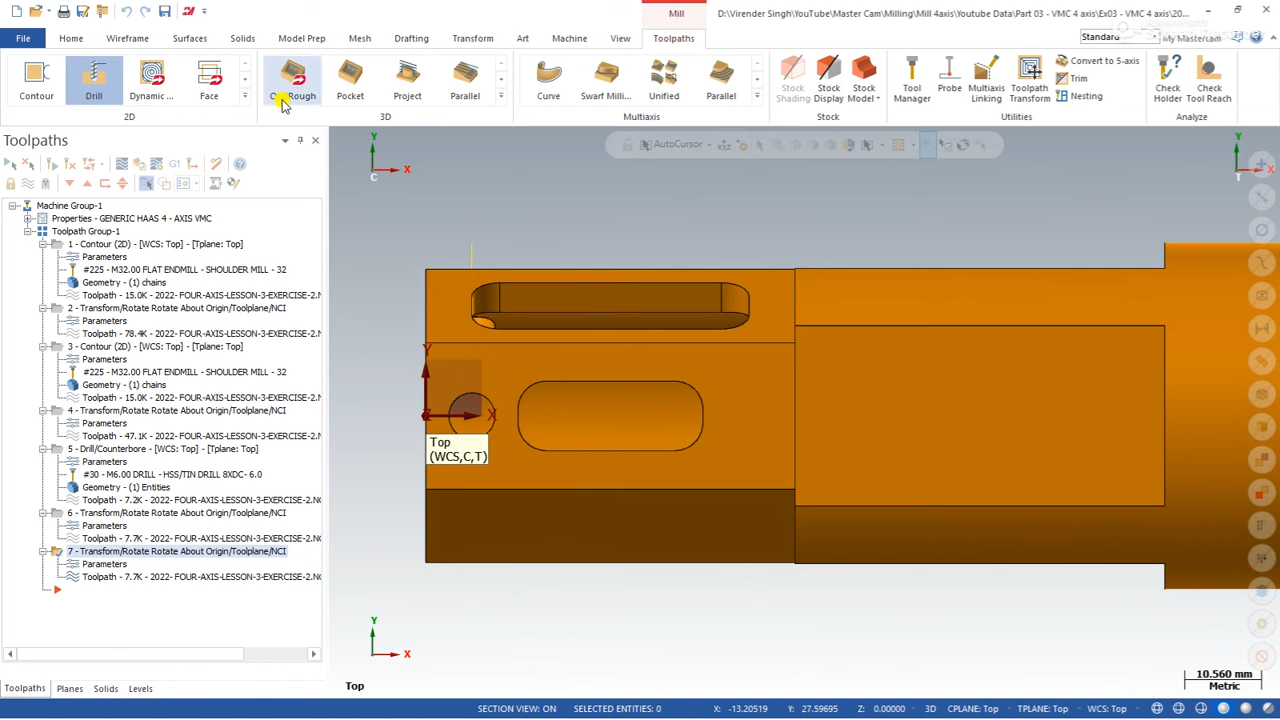 Mill
D:\Virender Singh\YouTube\Master Cam\Milling\Mill 4axis\Youtube Data\Part 03 - VMC 4 axis\Ex03 - VMC 4 axis\20...
File Home Wireframe Surfaces Solids Model Prep Mesh Drafting Transform Art Machine View Toolpaths
Standard My Mastercam
Contour Drill Dynamic ... Face Pocket Project Parallel Curve Swarf Milli... Unified Parallel
Stock Shading Stock Display Stock Model Tool Manager Probe Multiaxis Linking Toolpath Transform
Convert to 5-axis
Trim
Nesting
Check Holder Check Tool Reach
2D 3D Multiaxis Stock Utilities Analyze
Toolpaths
AutoCursor
G1
Machine Group-1
Properties - GENERIC HAAS 4 - AXIS VMC
Toolpath Group-1
1 - Contour (2D) - [WCS: Top] - [Tplane: Top]
Parameters
#225 - M32.00 FLAT ENDMILL - SHOULDER MILL - 32
Geometry - (1) chains
Toolpath - 15.0K - 2022- FOUR-AXIS-LESSON-3-EXERCISE-2.N
2 - Transform/Rotate Rotate About Origin/Toolplane/NCI
Parameters
Toolpath - 78.4K - 2022- FOUR-AXIS-LESSON-3-EXERCISE-2.N
3 - Contour (2D) - [WCS: Top] - [Tplane: Top]
Parameters
#225 - M32.00 FLAT ENDMILL - SHOULDER MILL - 32
Geometry - (1) chains
Toolpath - 15.0K - 2022- FOUR-AXIS-LESSON-3-EXERCISE-2.N
4 - Transform/Rotate Rotate About Origin/Toolplane/NCI
Parameters
Toolpath - 47.1K - 2022- FOUR-AXIS-LESSON-3-EXERCISE-2.N
5 - Drill/Counterbore - [WCS: Top] - [Tplane: Top]
Parameters
#30 - M6.00 DRILL - HSS/TIN DRILL 8XDC- 6.0
Geometry - (1) Entities
Toolpath - 7.2K - 2022- FOUR-AXIS-LESSON-3-EXERCISE-2.NC
6 - Transform/Rotate Rotate About Origin/Toolplane/NCI
Parameters
Toolpath - 7.7K - 2022- FOUR-AXIS-LESSON-3-EXERCISE-2.NC
7 - Transform/Rotate Rotate About Origin/Toolplane/NCI
Parameters
Toolpath - 7.7K - 2022- FOUR-AXIS-LESSON-3-EXERCISE-2.NC
Y
X
C
Y
X
T
Y
X
Z
Top
(WCS,C,T)
Y
X
Top
10.560 mm
Metric
Toolpaths Planes Solids Levels
SECTION VIEW: ON SELECTED ENTITIES: 0 X: -13.20519 Y: 27.59695 Z: 0.00000 3D CPLANE: Top TPLANE: Top WCS: Top